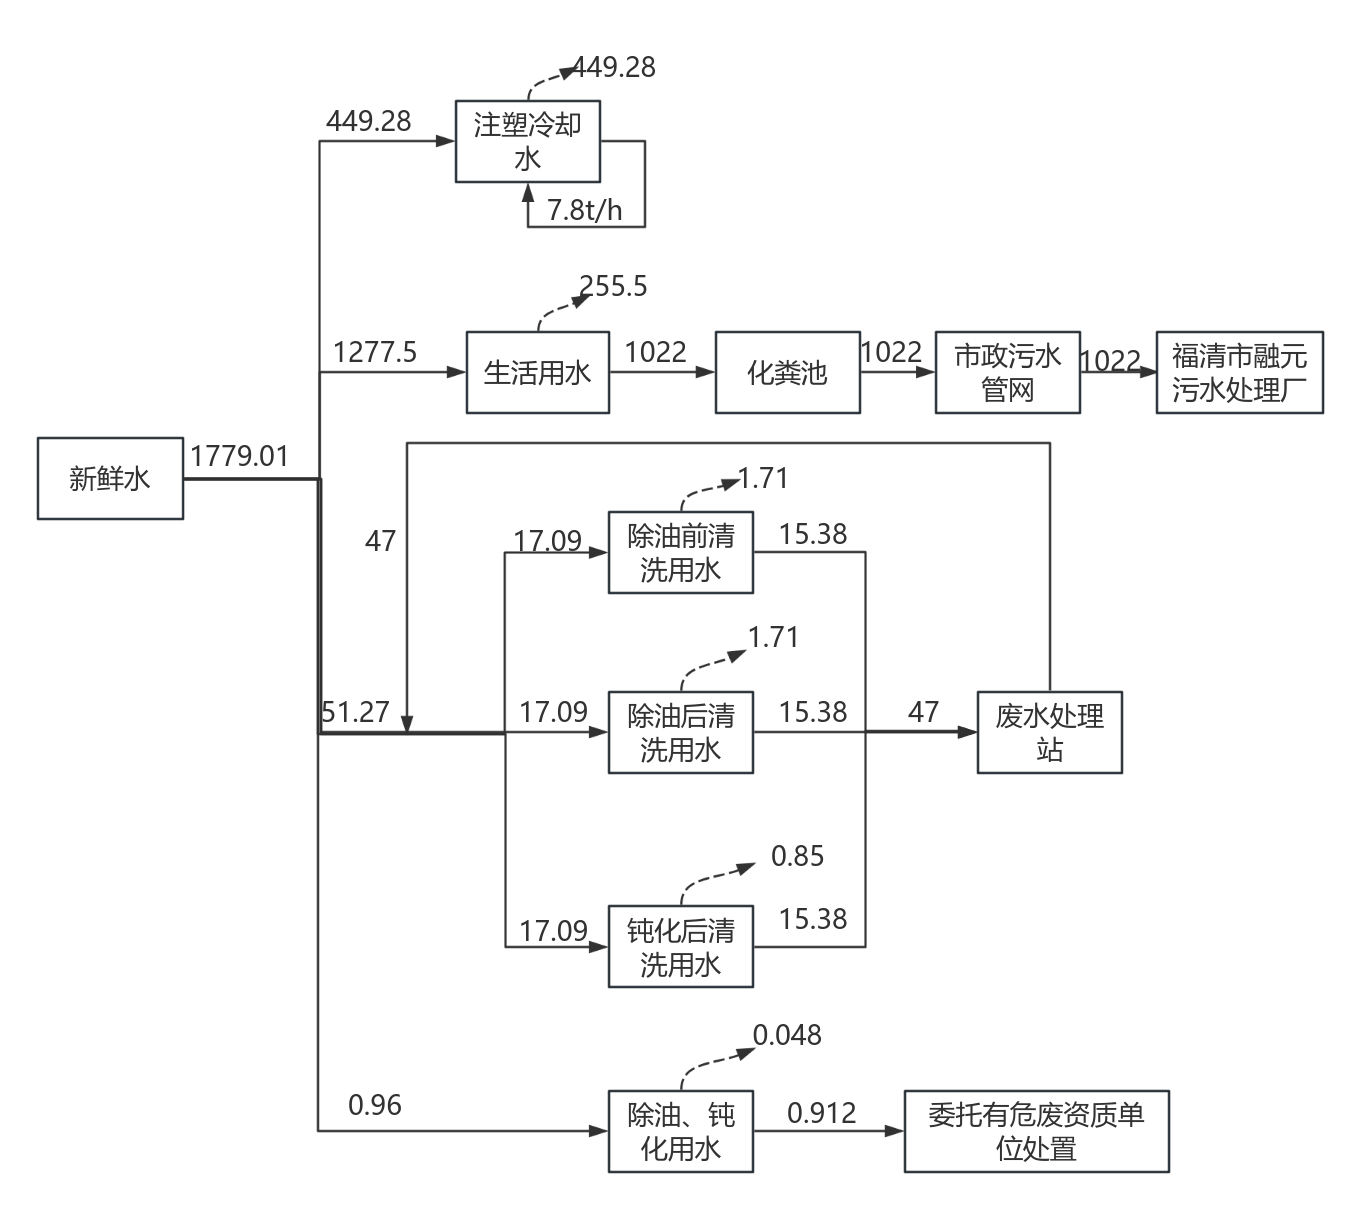 449.28
449.28
注塑冷却
水
7.8t/h
255.5
1277.5
生活用水
1022
化粪池
1022
市政污水
管网
1022
福清市融元
污水处理厂
新鲜水
1779.01
47
1.71
17.09
除油前清
洗用水
15.38
1.71
51.27
17.09
除油后清
洗用水
15.38
47
废水处理
站
0.85
17.09
钝化后清
洗用水
15.38
0.048
0.96
除油、钝
化用水
0.912
委托有危废资质单
位处置